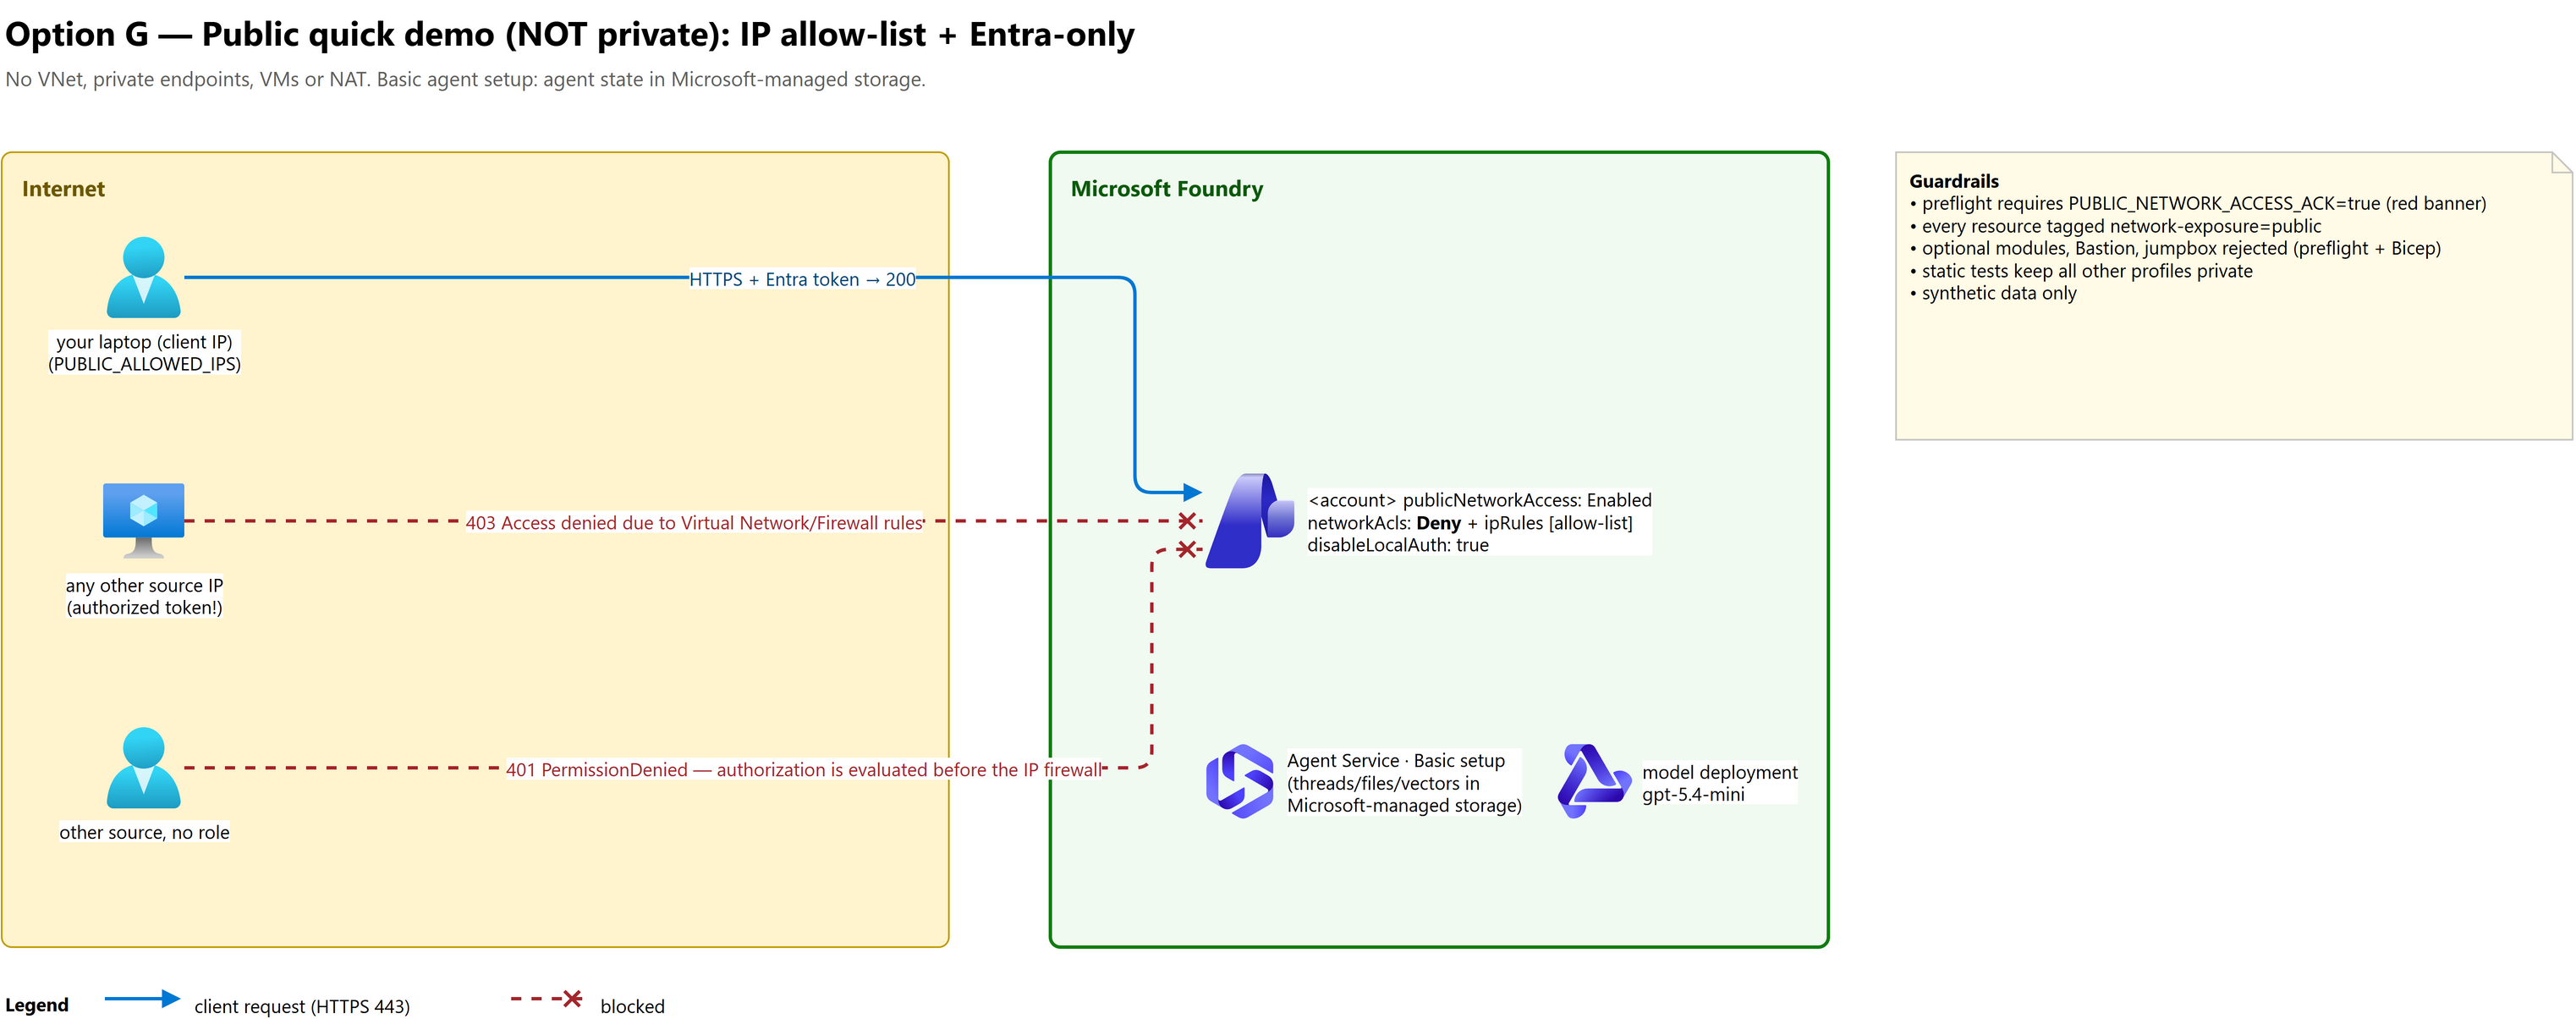 Option G — Public quick demo (NOT private): IP allow-list + Entra-only
No VNet, private endpoints, VMs or NAT. Basic agent setup: agent state in Microsoft-managed storage.
Internet
HTTPS + Entra token → 200
your laptop (client IP)
(PUBLIC_ALLOWED_IPS)
403 Access denied due to Virtual Network/Firewall rules
any other source IP
(authorized token!)
401 PermissionDenied — authorization is evaluated before the IP firewall
other source, no role
Microsoft Foundry
<account> publicNetworkAccess: Enabled
networkAcls: Deny + ipRules [allow-list]
disableLocalAuth: true
Agent Service · Basic setup
(threads/files/vectors in
Microsoft-managed storage)
model deployment
gpt-5.4-mini
Guardrails
• preflight requires PUBLIC_NETWORK_ACCESS_ACK=true (red banner)
• every resource tagged network-exposure=public
• optional modules, Bastion, jumpbox rejected (preflight + Bicep)
• static tests keep all other profiles private
• synthetic data only
Legend
client request (HTTPS 443)
blocked